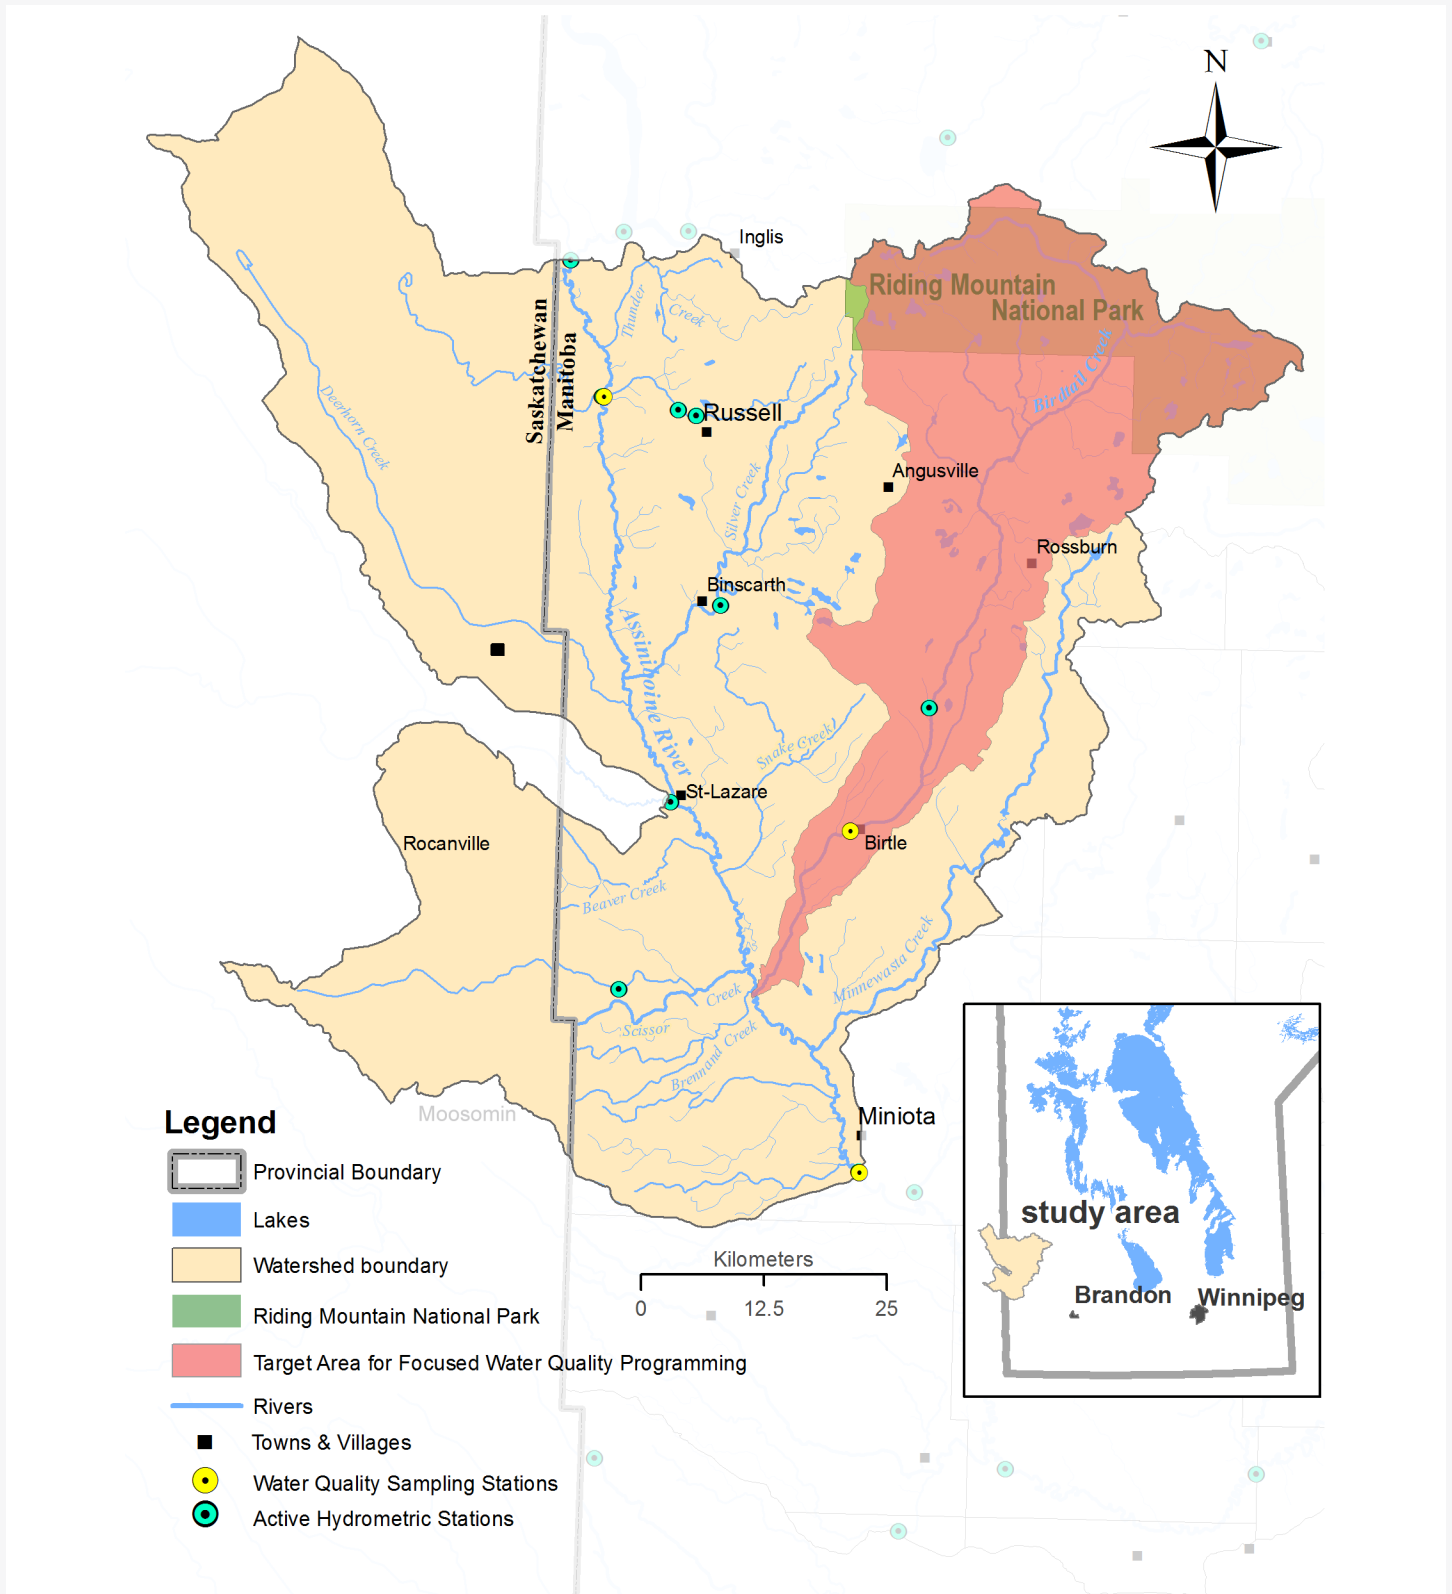 N
Inglis
Riding Mountain
National Park
Thunder
Creek
Saskatchewan
Manitoba
Birdtail Creek
Deerhorn Creek
Russell
Silver Creek
Angusville
Rossburn
Binscarth
Assiniboine River
Snake Creek
St-Lazare
Rocanville
Birtle
Beaver Creek
Minnewasta Creek
Creek
Scissor
Brennand Creek
Moosomin
Miniota
Legend
Provincial Boundary
Lakes
Watershed boundary
Riding Mountain National Park
Target Area for Focused Water Quality Programming
Rivers
Towns & Villages
Water Quality Sampling Stations
Active Hydrometric Stations
Kilometers
0 12.5 25
study area
Brandon
Winnipeg